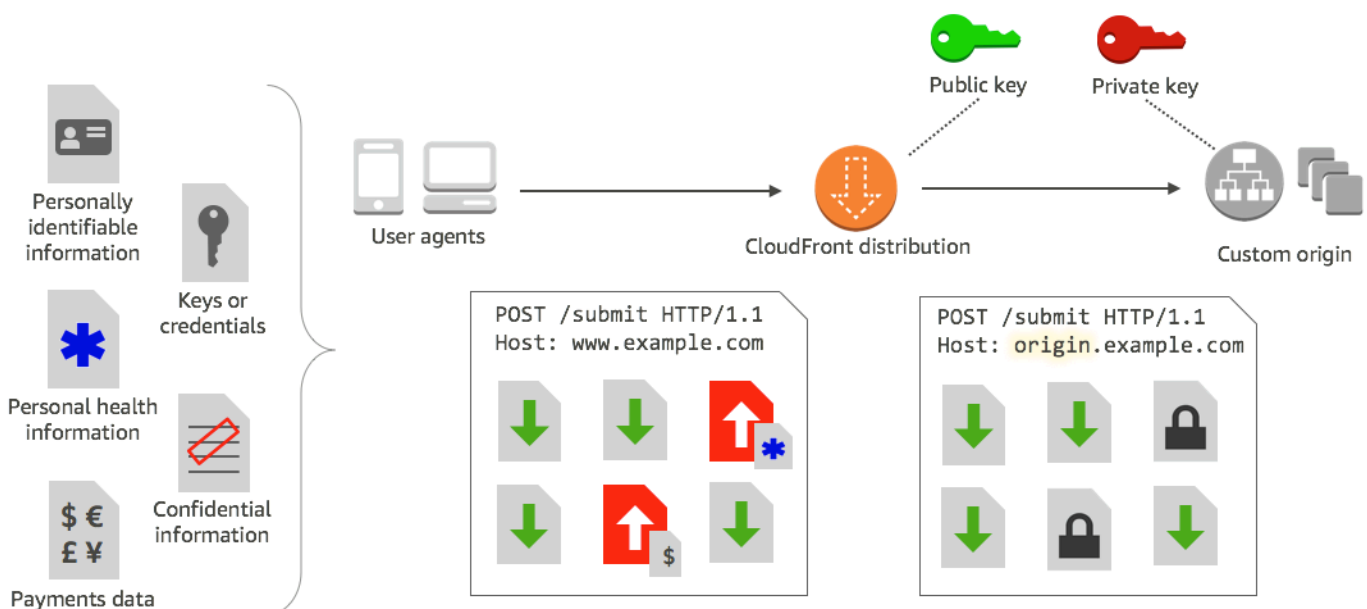 Public key
Private key
Personally
identifiable
information
User agents
CloudFront distribution
Custom origin
Keys or
credentials
Personal health
information
Confidential
information
$ €
£ ¥
Payments data
POST /submit HTTP/1.1
Host: www.example.com
$
POST /submit HTTP/1.1
Host: origin.example.com